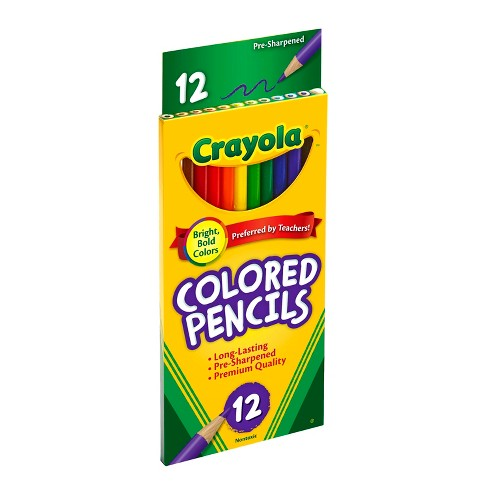 Pre-Sharpened
12
Crayola
Bright,
Bold
Colors
Preferred by Teachers!
COLORED
PENCILS
• Long-Lasting
• Pre-Sharpened
• Premium Quality
12
Nontoxic